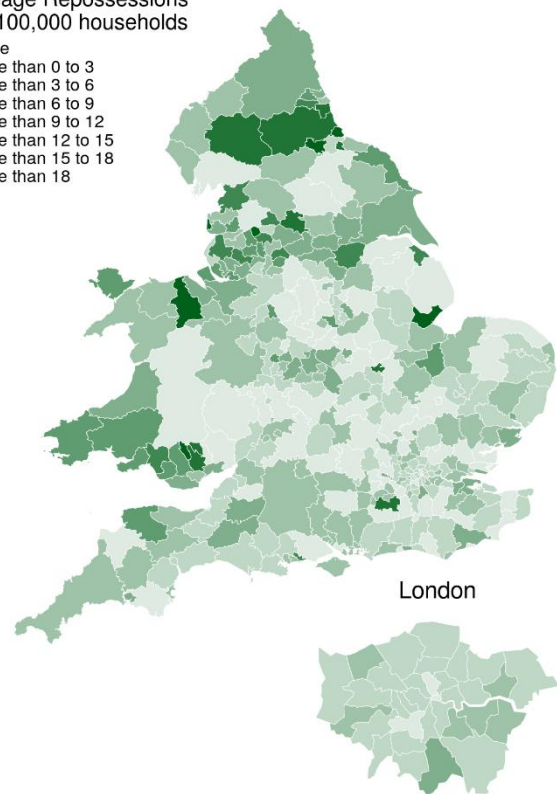 Repossessions
100,000 households
than 0 to 3
than 3 to 6
than 6 to 9
than 9 to 12
than 12 to 15
than 15 to 18
than 18
London